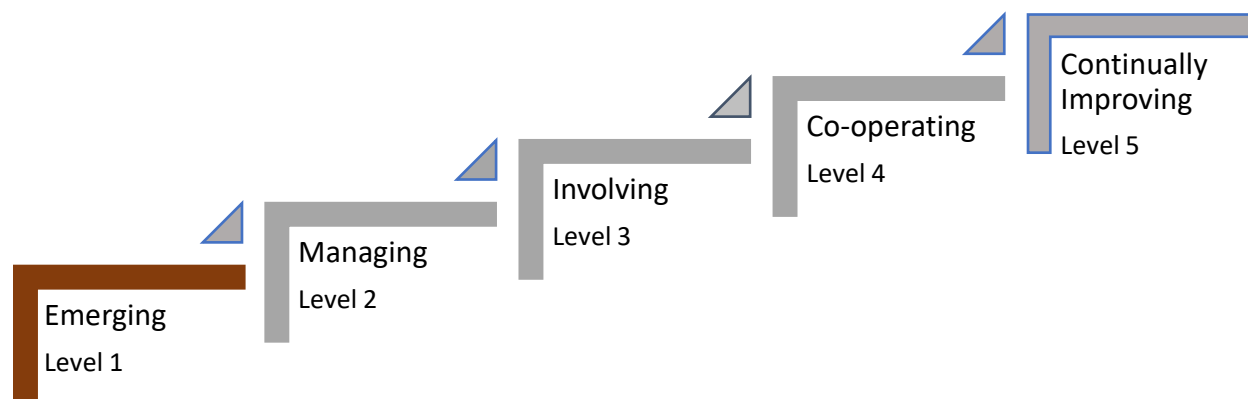 Emerging
Level 1
Managing
Level 2
Involving
Level 3
Co-operating
Level 4
Continually
Improving
Level 5